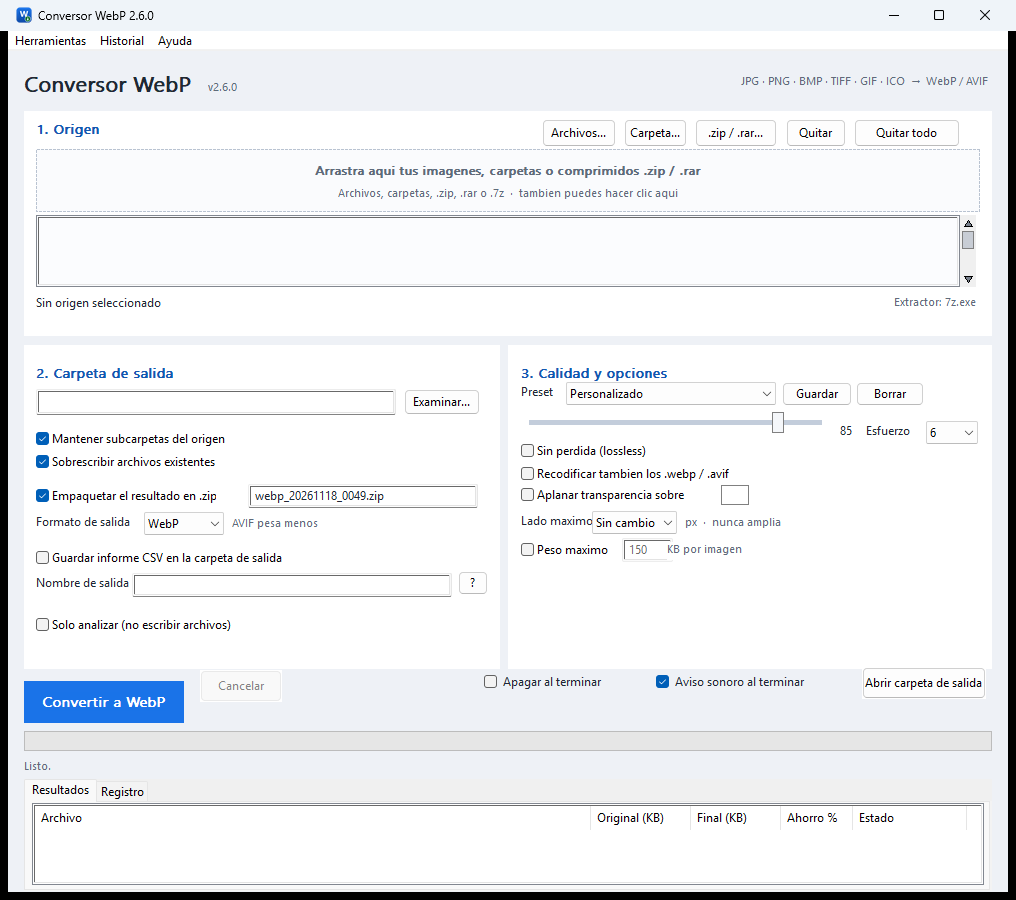 Conversor WebP 2.6.0
Herramientas Historial Ayuda
Conversor WebP v2.6.0 JPG · PNG · BMP · TIFF · GIF · ICO → WebP / AVIF
1. Origen
Archivos... Carpeta... .zip / .rar... Quitar Quitar todo
Arrastra aqui tus imagenes, carpetas o comprimidos .zip / .rar
Archivos, carpetas, .zip, .rar o .7z · tambien puedes hacer clic aqui
Sin origen seleccionado Extractor: 7z.exe
2. Carpeta de salida
Examinar...
Mantener subcarpetas del origen
Sobrescribir archivos existentes
Empaquetar el resultado en .zip webp_20261118_0049.zip
Formato de salida WebP AVIF pesa menos
Guardar informe CSV en la carpeta de salida
Nombre de salida ?
Solo analizar (no escribir archivos)
3. Calidad y opciones
Preset Personalizado Guardar Borrar
85 Esfuerzo 6
Sin perdida (lossless)
Recodificar tambien los .webp / .avif
Aplanar transparencia sobre
Lado maximo Sin cambio px · nunca amplia
Peso maximo 150 KB por imagen
Convertir a WebP Cancelar Apagar al terminar Aviso sonoro al terminar Abrir carpeta de salida
Listo.
Resultados Registro
Archivo Original (KB) Final (KB) Ahorro % Estado